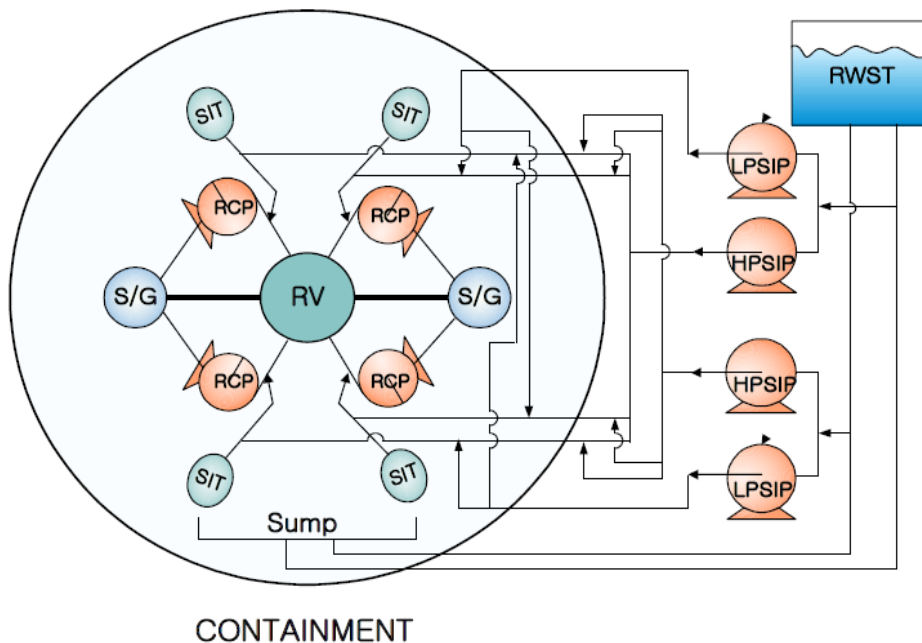 RWST
SIT
SIT
LPSIP
RCP
RCP
HPSIP
S/G
RV
S/G
HPSIP
RCP
RCP
LPSIP
SIT
SIT
Sump
CONTAINMENT